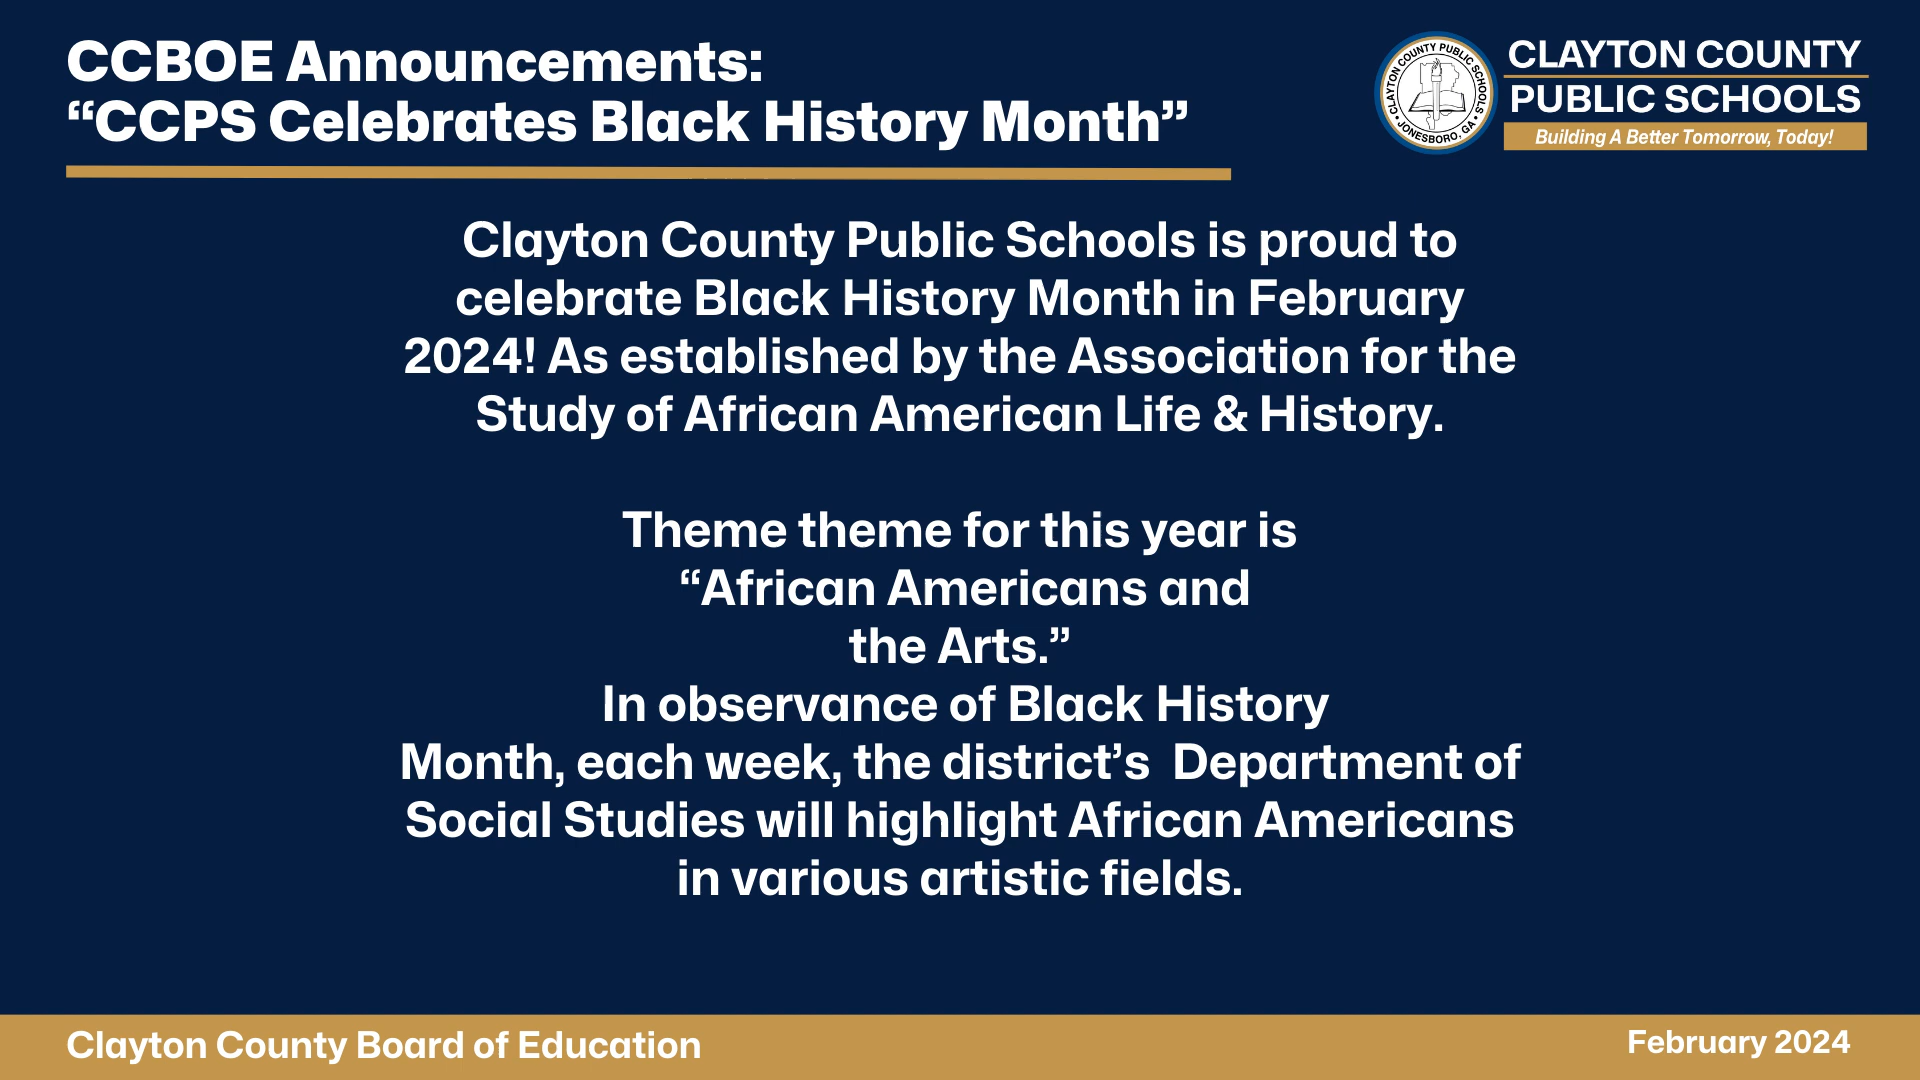 CCBOE Announcements:
“CCPS Celebrates Black History Month”
CLAYTON COUNTY PUBLIC SCHOOLS
• JONESBORO, GA •
CLAYTON COUNTY
PUBLIC SCHOOLS
Building A Better Tomorrow, Today!
Clayton County Public Schools is proud to
celebrate Black History Month in February
2024! As established by the Association for the
Study of African American Life & History.
Theme theme for this year is
“African Americans and
the Arts.”
In observance of Black History
Month, each week, the district’s  Department of
Social Studies will highlight African Americans
in various artistic fields.
Clayton County Board of Education
February 2024